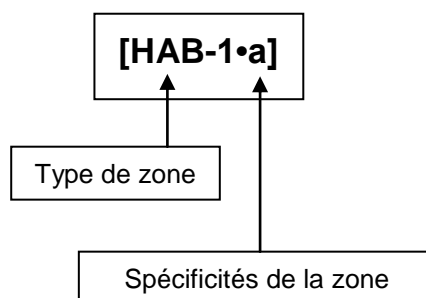 [HAB-1•a]
Type de zone
Spécificités de la zone